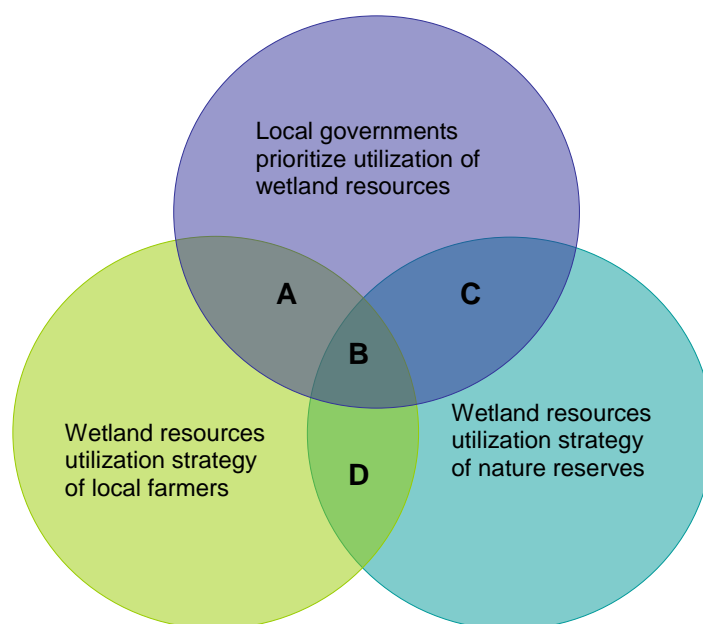 Local governments
prioritize utilization of
wetland resources
A
C
B
Wetland resources
utilization strategy
of local farmers
Wetland resources
utilization strategy
of nature reserves
D